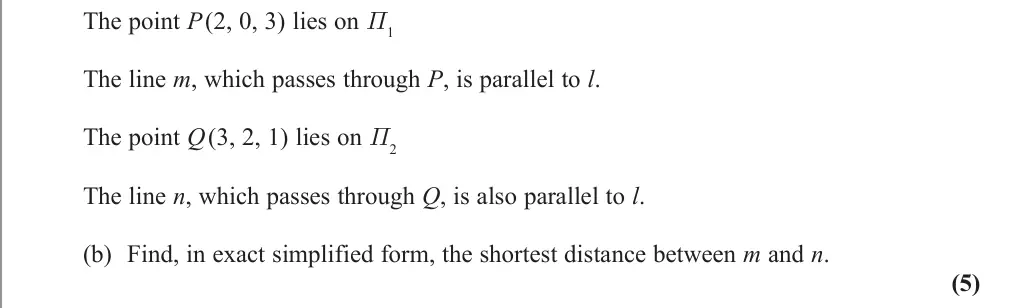 The point P(2, 0, 3) lies on Π₁
The line m, which passes through P, is parallel to l.
The point Q(3, 2, 1) lies on Π₂
The line n, which passes through Q, is also parallel to l.
(b) Find, in exact simplified form, the shortest distance between m and n.
(5)